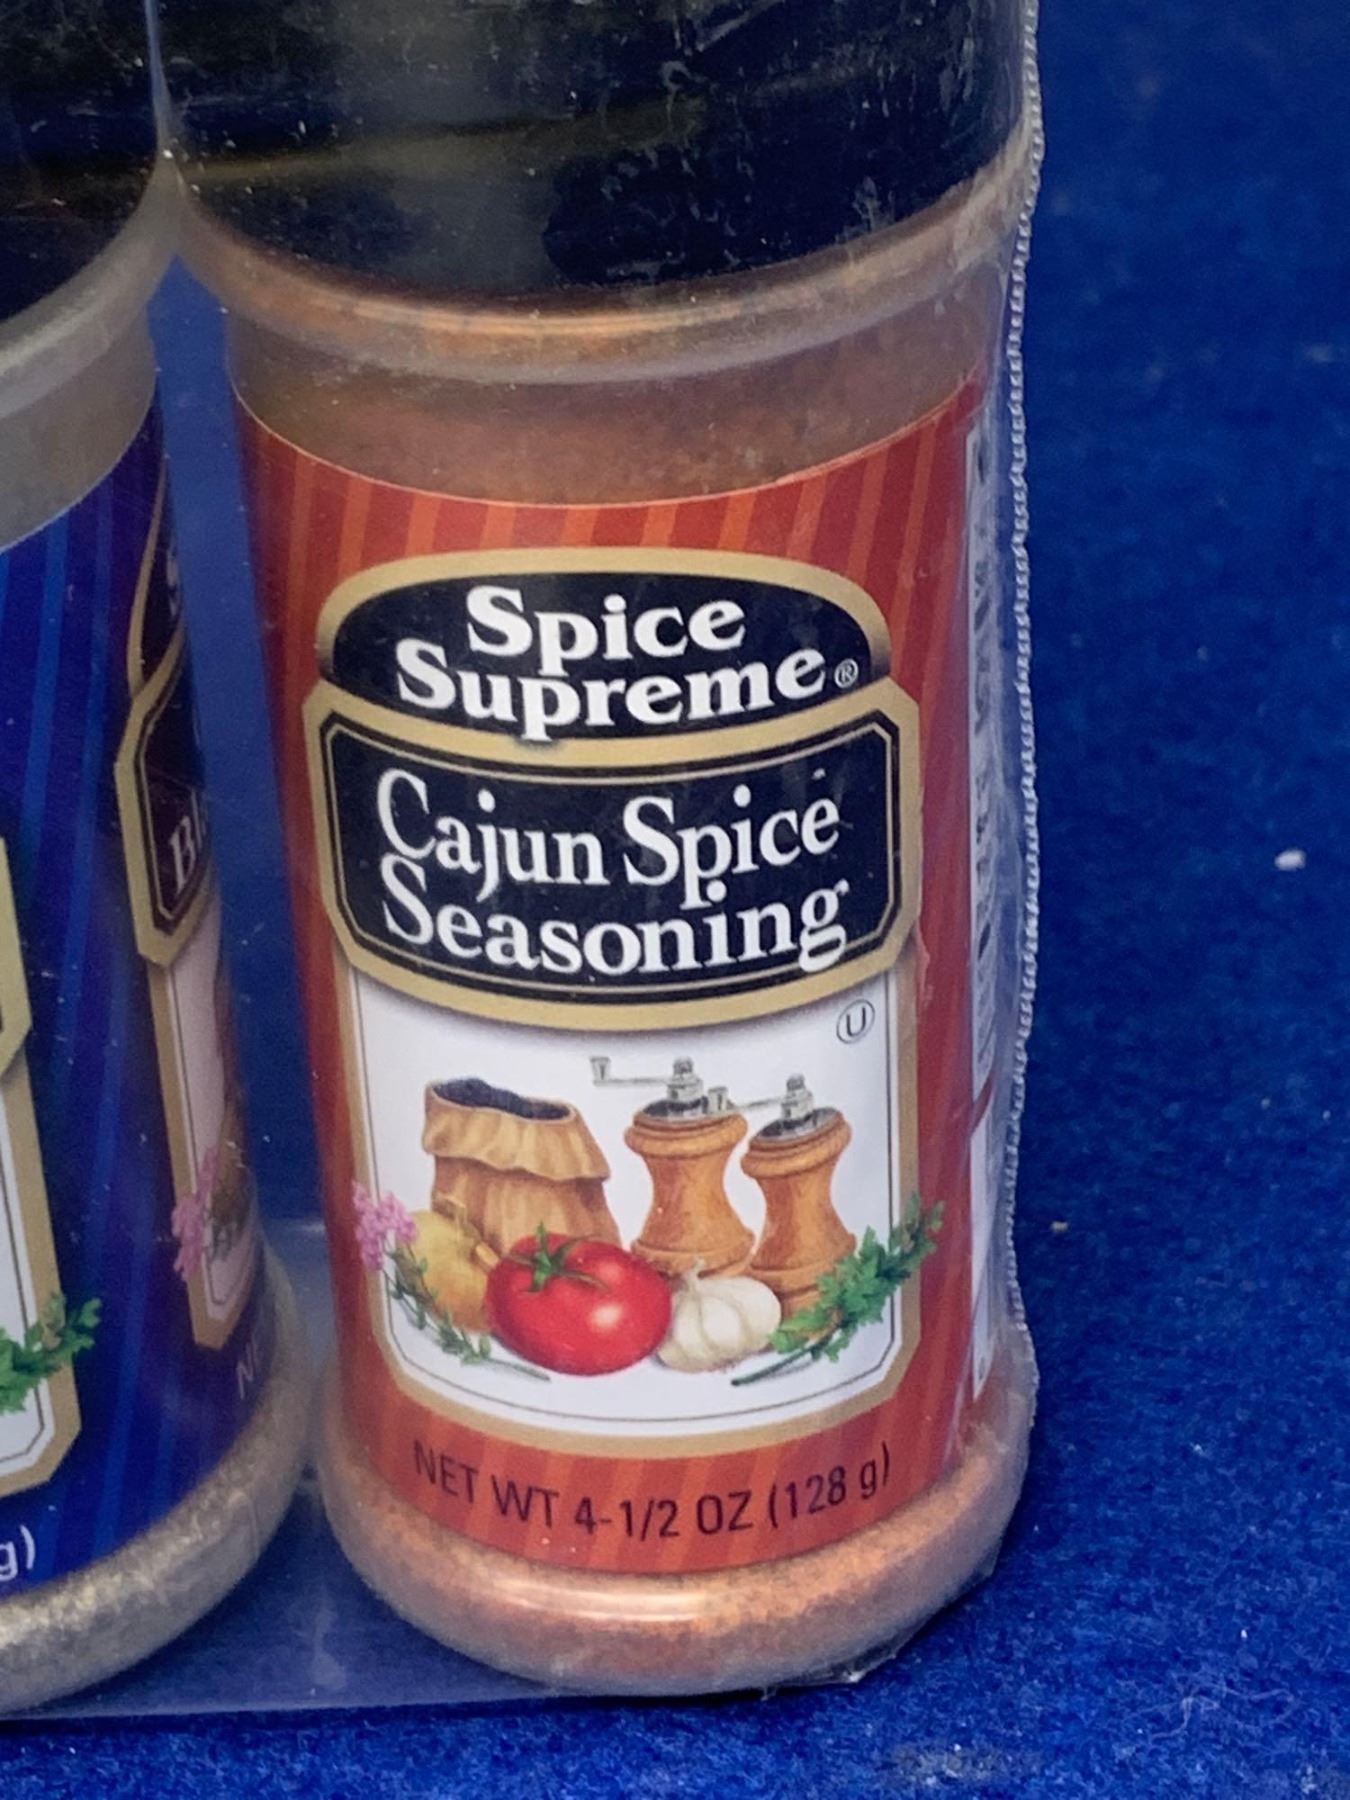 Spice
Supreme®
Cajun Spice
Seasoning
U
NET WT 4-1/2 OZ (128 g)
g)